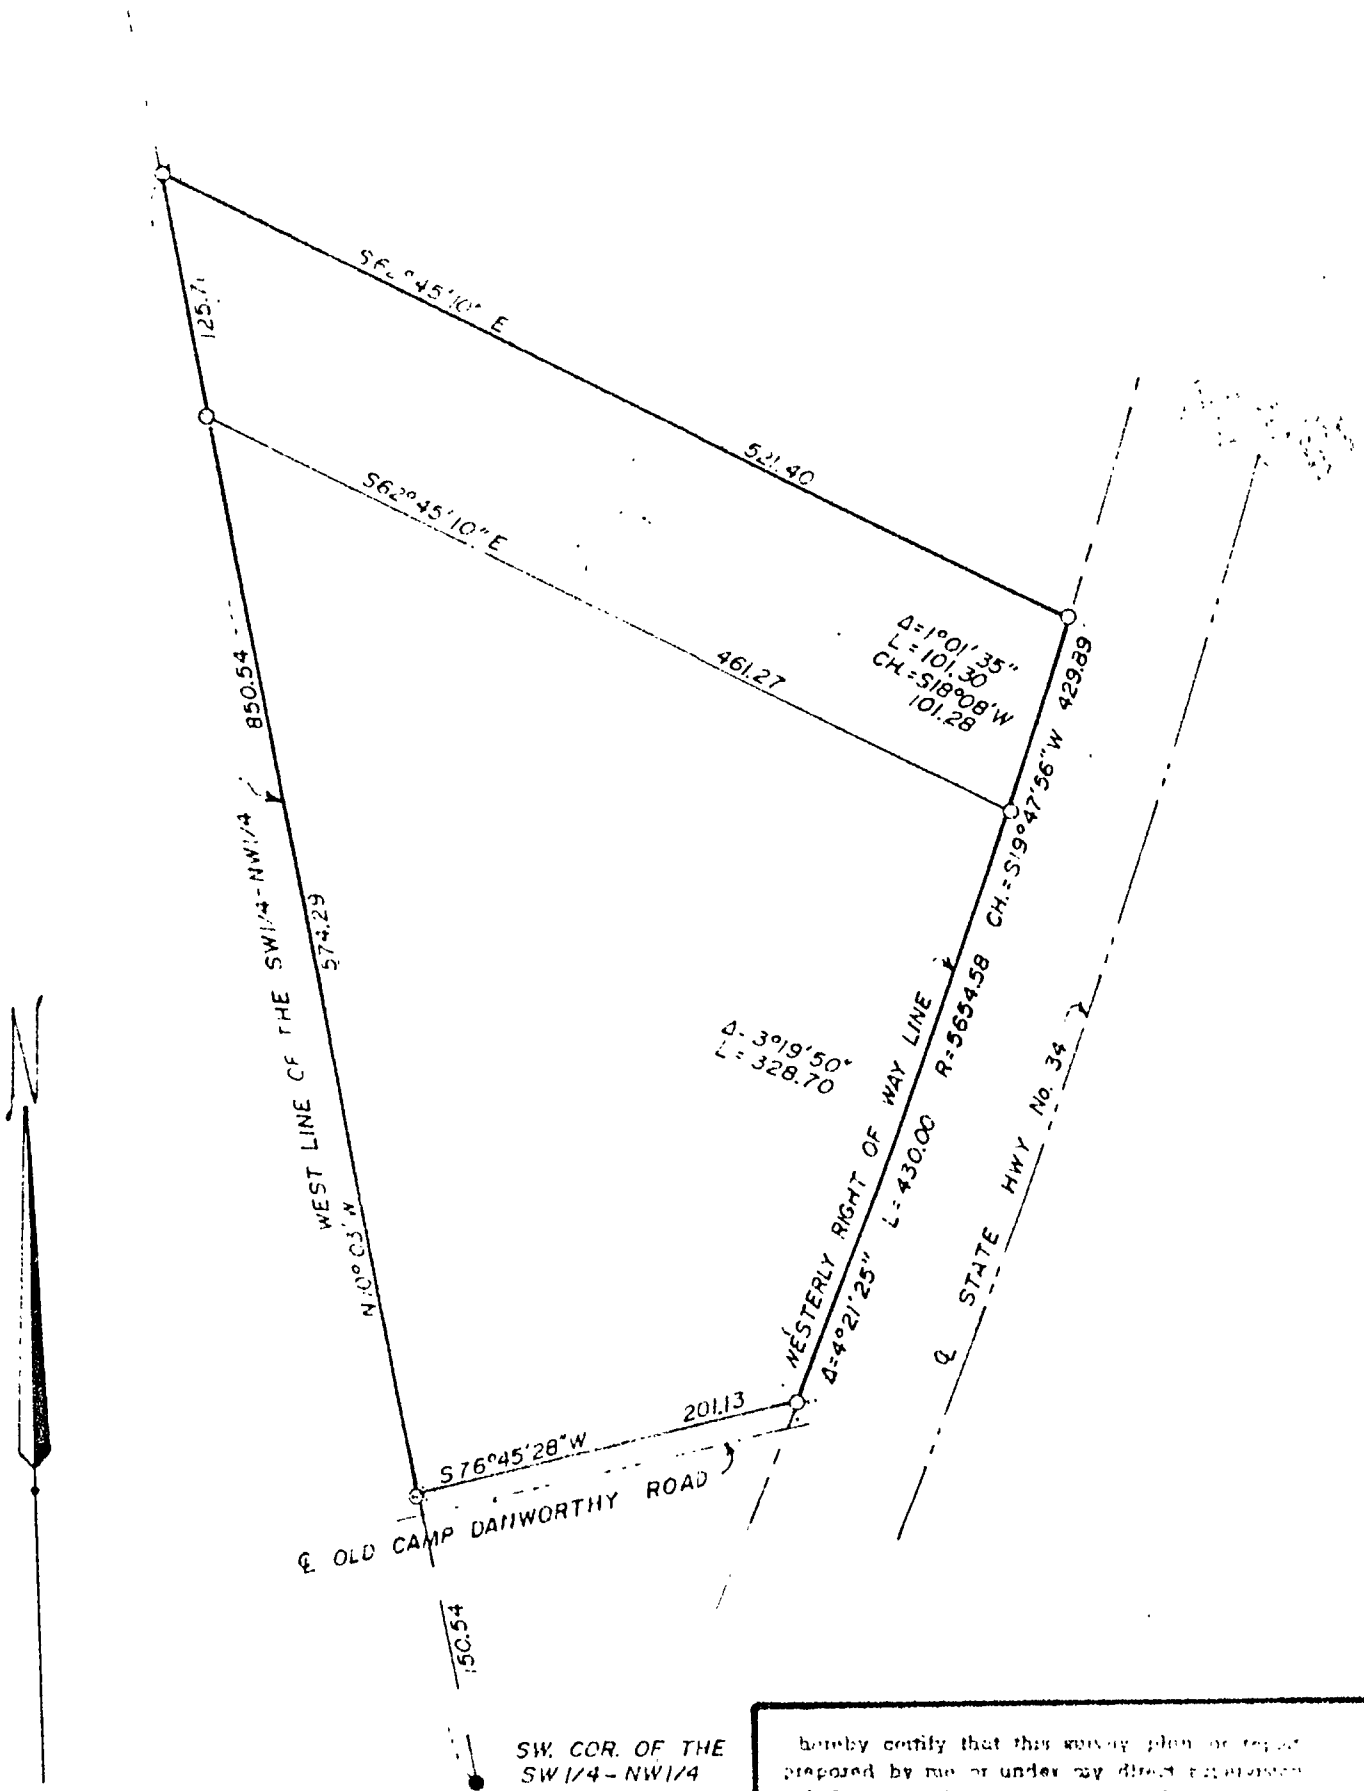 S62°45'10" E
521.40
125.71
S62°45'10" E
461.27
Δ=1°01'35"
L=101.30
CH.=S18°08'W
101.28
850.54
574.29
WEST LINE OF THE SW1/4-NW1/4
N10°03'W
Δ=3°19'50"
L=328.70
WESTERLY RIGHT OF WAY LINE
Δ=4°21'25" L=430.00 R=5654.58 CH.=S19°47'56"W 429.89
℄ STATE HWY No. 34
N
S76°45'28"W
201.13
℄ OLD CAMP DANWORTHY ROAD
150.54
SW. COR. OF THE
SW1/4-NW1/4
hereby certify that this survey plan or report
prepared by me or under my direct supervision